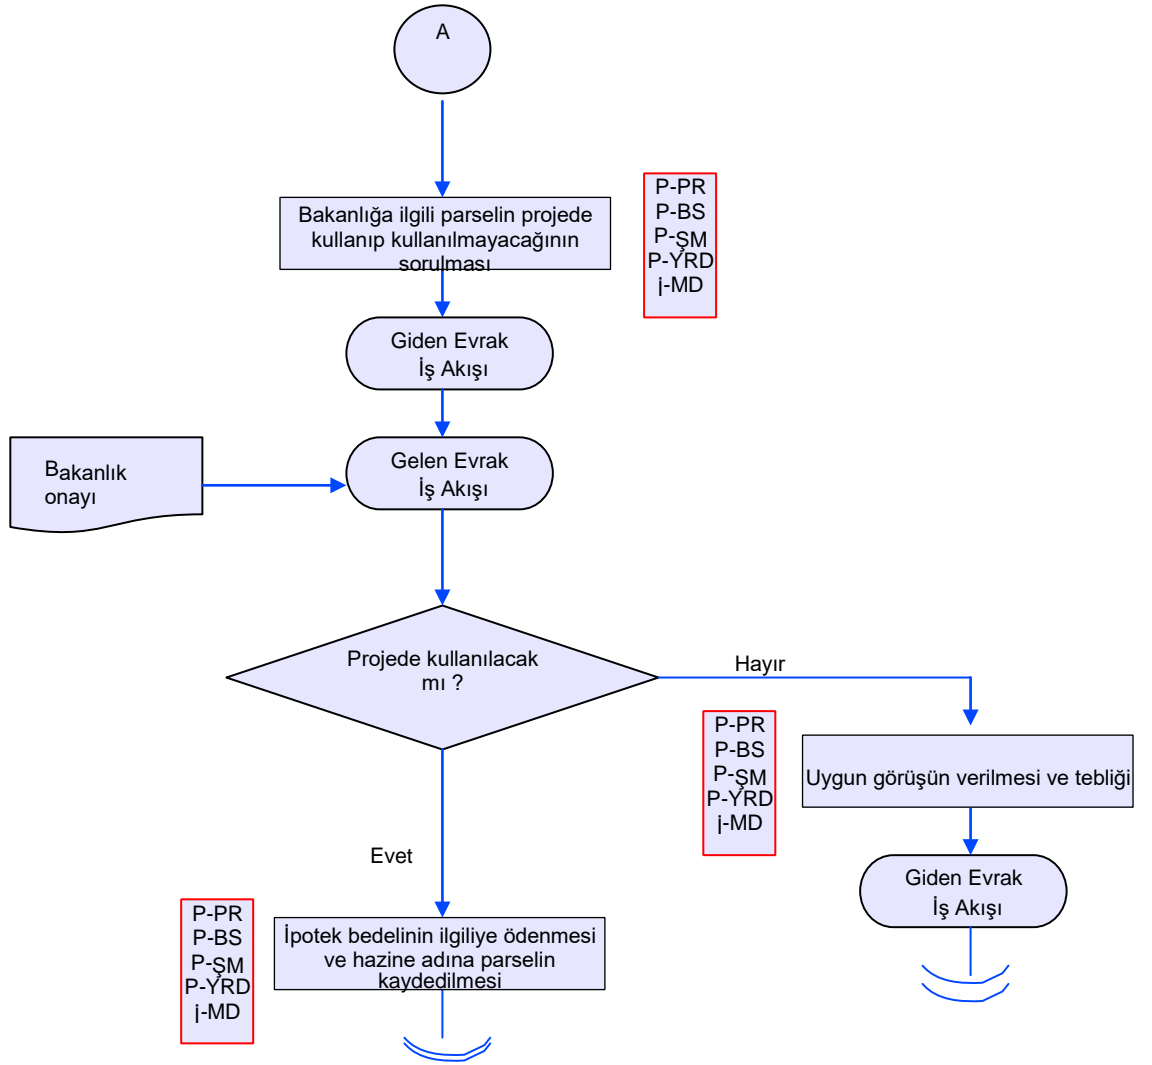 A
Bakanlığa ilgili parselin projede
kullanıp kullanılmayacağının
sorulması
P-PR
P-BS
P-ŞM
P-YRD
İ-MD
Giden Evrak
İş Akışı
Gelen Evrak
İş Akışı
Bakanlık
onayı
Projede kullanılacak
mı ?
Hayır
P-PR
P-BS
P-ŞM
P-YRD
İ-MD
Uygun görüşün verilmesi ve tebliği
Giden Evrak
İş Akışı
Evet
P-PR
P-BS
P-ŞM
P-YRD
İ-MD
İpotek bedelinin ilgiliye ödenmesi
ve hazine adına parselin
kaydedilmesi